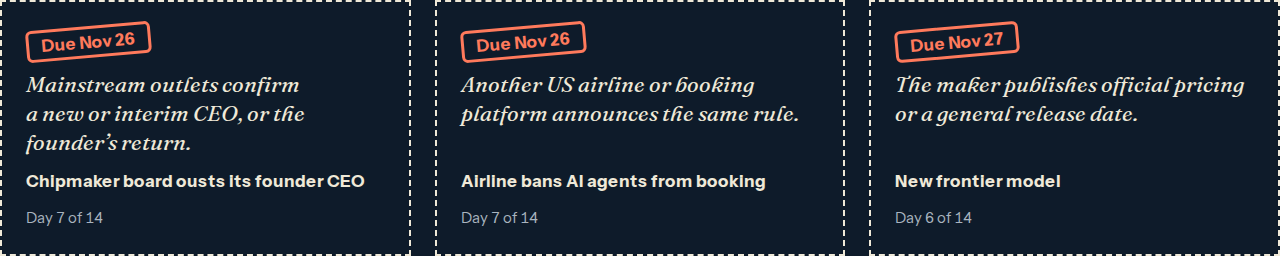 Due Nov 26
Mainstream outlets confirm
a new or interim CEO, or the
founder’s return.
Chipmaker board ousts its founder CEO
Day 7 of 14
Due Nov 26
Another US airline or booking
platform announces the same rule.
Airline bans AI agents from booking
Day 7 of 14
Due Nov 27
The maker publishes official pricing
or a general release date.
New frontier model
Day 6 of 14